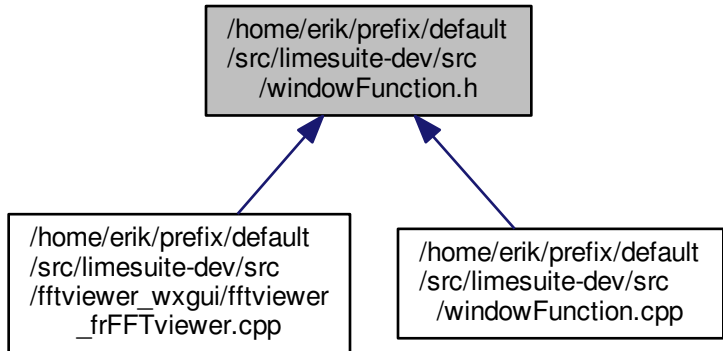 /home/erik/prefix/default
/src/limesuite-dev/src
/windowFunction.h
/home/erik/prefix/default
/src/limesuite-dev/src
/fftviewer_wxgui/fftviewer
_frFFTviewer.cpp
/home/erik/prefix/default
/src/limesuite-dev/src
/windowFunction.cpp